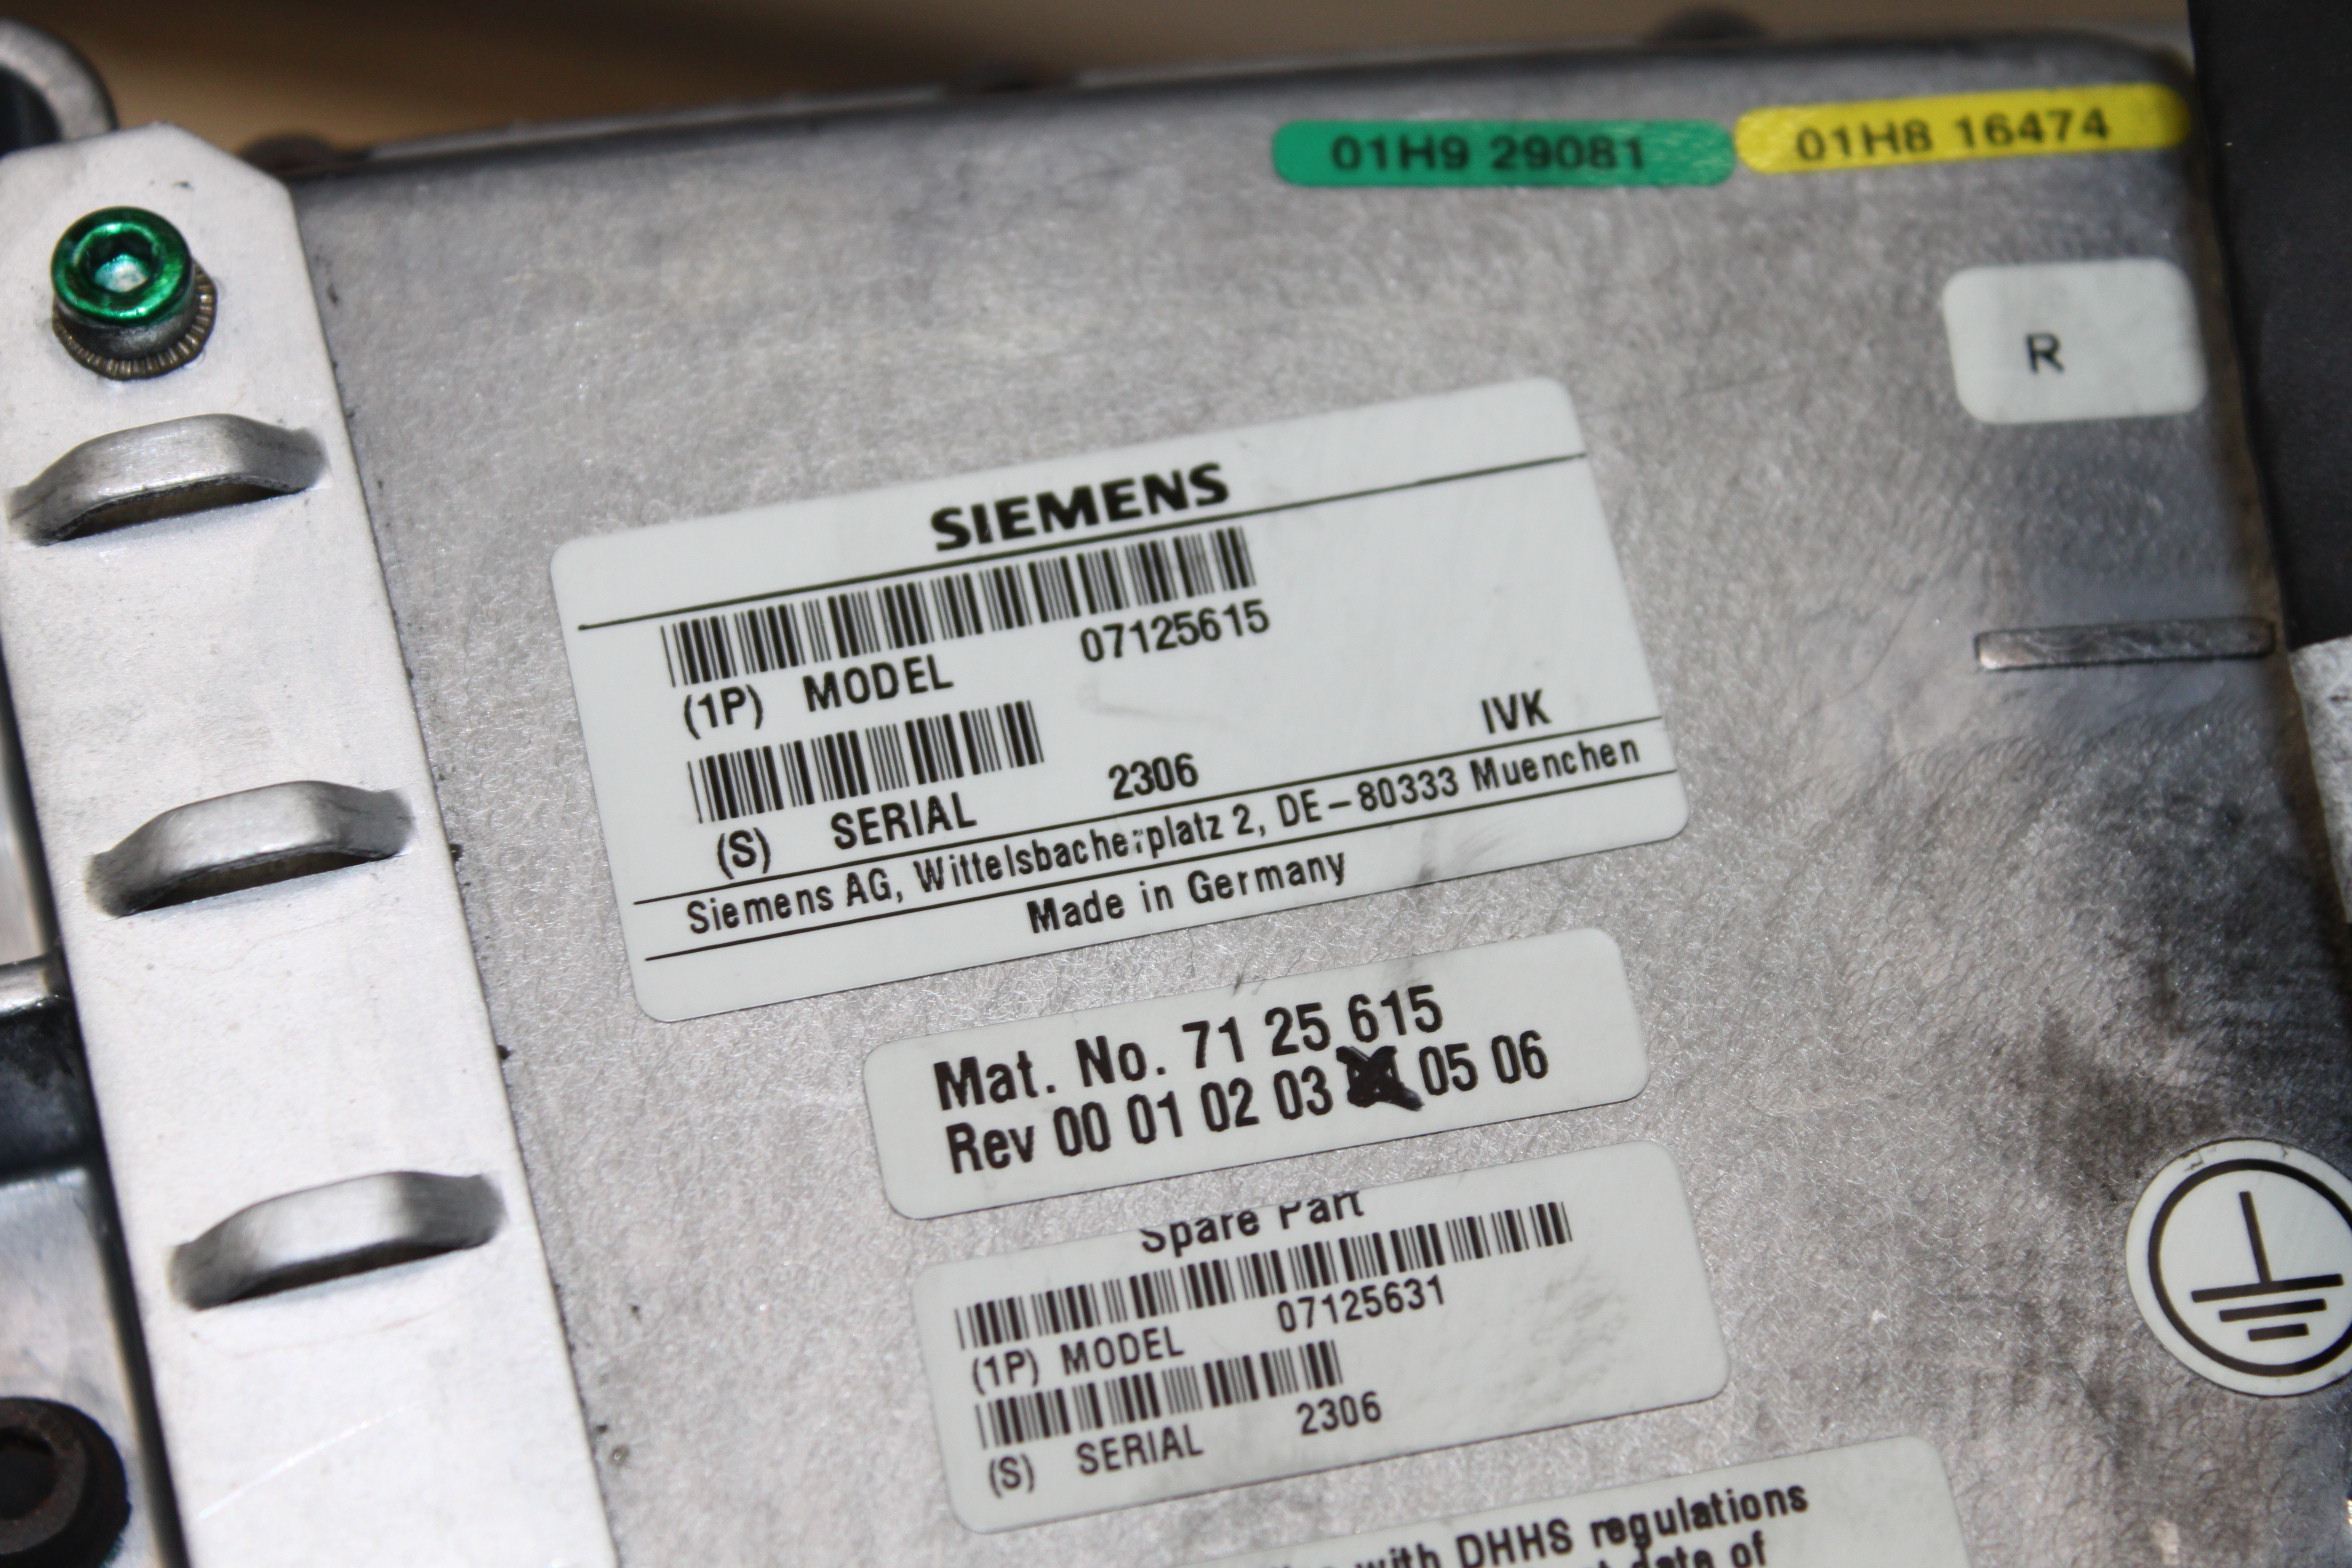 01H9 29081
01H8 16474
R
SIEMENS
07125615
(1P) MODEL
IVK
2306
(S) SERIAL
Siemens AG, Wittelsbacherplatz 2, DE-80333 Muenchen
Made in Germany
Mat. No. 71 25 615
Rev 00 01 02 03 05 06
Spare Part
07125631
(1P) MODEL
2306
(S) SERIAL
with DHHS regulations
date of